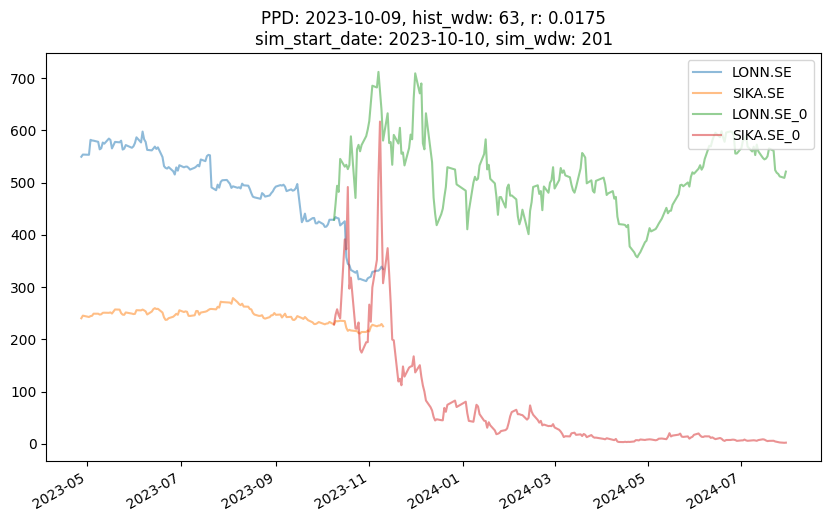 PPD: 2023-10-09, hist_wdw: 63, r: 0.0175
sim_start_date: 2023-10-10, sim_wdw: 201
LONN.SE
SIKA.SE
LONN.SE_0
SIKA.SE_0
700
600
500
400
300
200
100
0
2023-05
2023-07
2023-09
2023-11
2024-01
2024-03
2024-05
2024-07